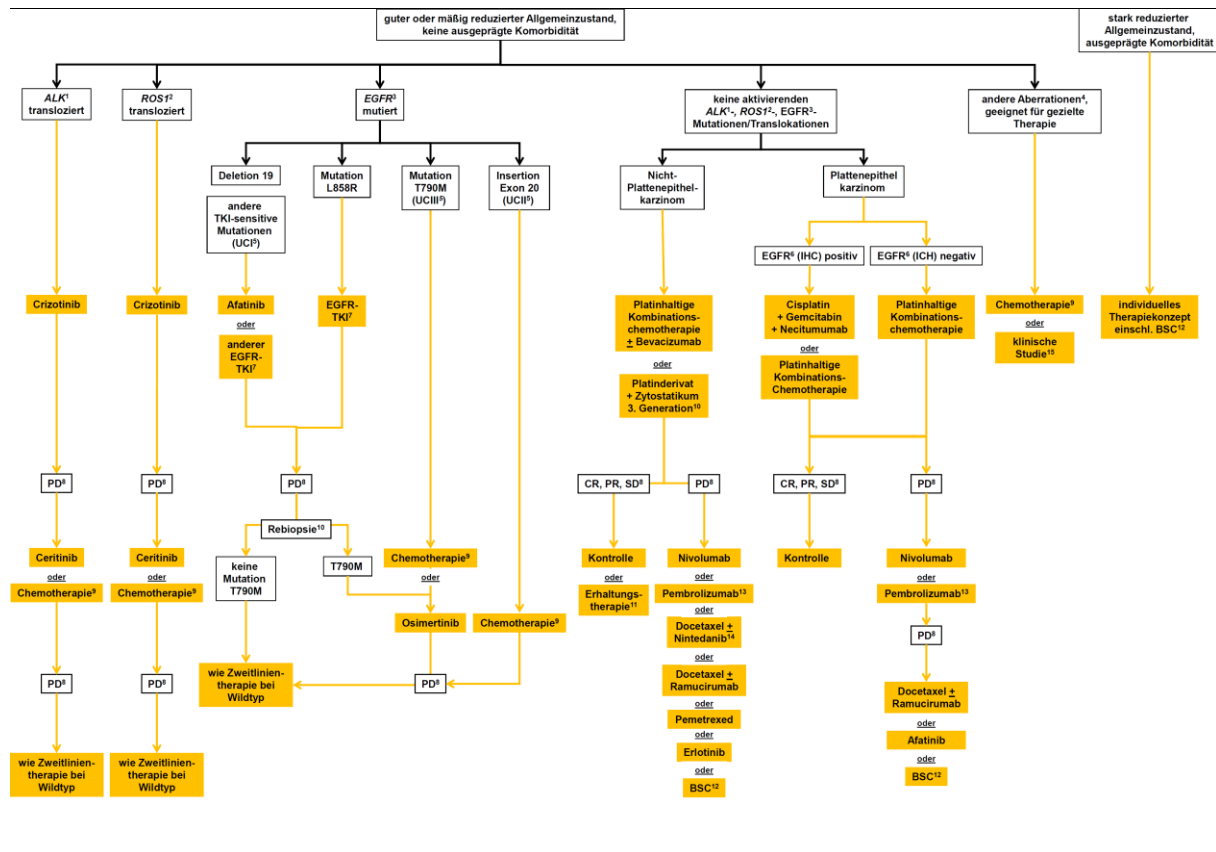 guter oder mäßig reduzierter Allgemeinzustand,
keine ausgeprägte Komorbidität
stark reduzierter
Allgemeinzustand,
ausgeprägte Komorbidität
ALK¹
transloziert
ROS1²
transloziert
EGFR³
mutiert
keine aktivierenden
ALK¹-, ROS1²-, EGFR³-
Mutationen/Translokationen
andere Aberrationen⁴,
geeignet für gezielte
Therapie
Deletion 19
andere
TKI-sensitive
Mutationen
(UCI⁵)
Mutation
L858R
Mutation
T790M
(UCIII⁵)
Insertion
Exon 20
(UCII⁵)
Nicht-
Plattenepithel-
karzinom
Plattenepithel
karzinom
EGFR⁶ (IHC) positiv
EGFR⁶ (ICH) negativ
Crizotinib
Crizotinib
Afatinib
oder
anderer
EGFR-
TKI⁷
EGFR-
TKI⁷
Platinhaltige
Kombinations-
chemotherapie
± Bevacizumab
oder
Platinderivat
+ Zytostatikum
3. Generation¹⁰
Cisplatin
+ Gemcitabin
+ Necitumumab
oder
Platinhaltige
Kombinations-
Chemotherapie
Platinhaltige
Kombinations-
chemotherapie
Chemotherapie⁹
oder
klinische
Studie¹⁵
individuelles
Therapiekonzept
einschl. BSC¹²
PD⁸
PD⁸
PD⁸
CR, PR, SD⁸
PD⁸
CR, PR, SD⁸
PD⁸
Rebiopsie¹⁰
Ceritinib
oder
Chemotherapie⁹
Ceritinib
oder
Chemotherapie⁹
keine
Mutation
T790M
T790M
Chemotherapie⁹
oder
Osimertinib
Chemotherapie⁹
Kontrolle
oder
Erhaltungs-
therapie¹¹
Nivolumab
oder
Pembrolizumab¹³
oder
Docetaxel ±
Nintedanib¹⁴
oder
Docetaxel ±
Ramucirumab
oder
Pemetrexed
oder
Erlotinib
oder
BSC¹²
Kontrolle
Nivolumab
oder
Pembrolizumab¹³
PD⁸
Docetaxel ±
Ramucirumab
oder
Afatinib
oder
BSC¹²
PD⁸
PD⁸
wie Zweitlinien-
therapie bei
Wildtyp
PD⁸
wie Zweitlinien-
therapie bei
Wildtyp
wie Zweitlinien-
therapie bei
Wildtyp